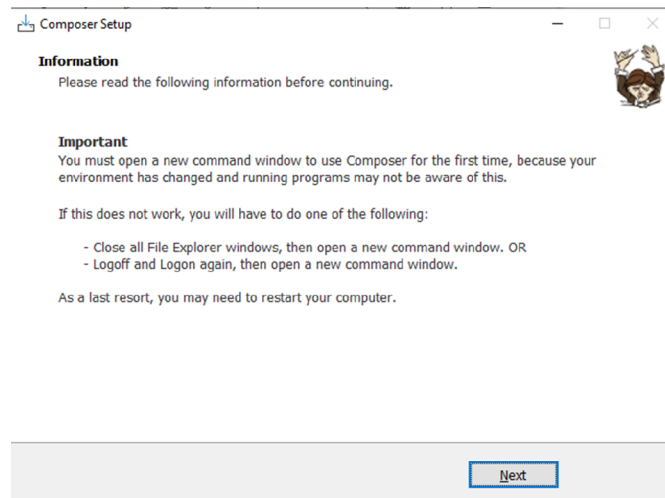 Composer Setup
Information
Please read the following information before continuing.
Important
You must open a new command window to use Composer for the first time, because your
environment has changed and running programs may not be aware of this.
If this does not work, you will have to do one of the following:
- Close all File Explorer windows, then open a new command window. OR
- Logoff and Logon again, then open a new command window.
As a last resort, you may need to restart your computer.
Next